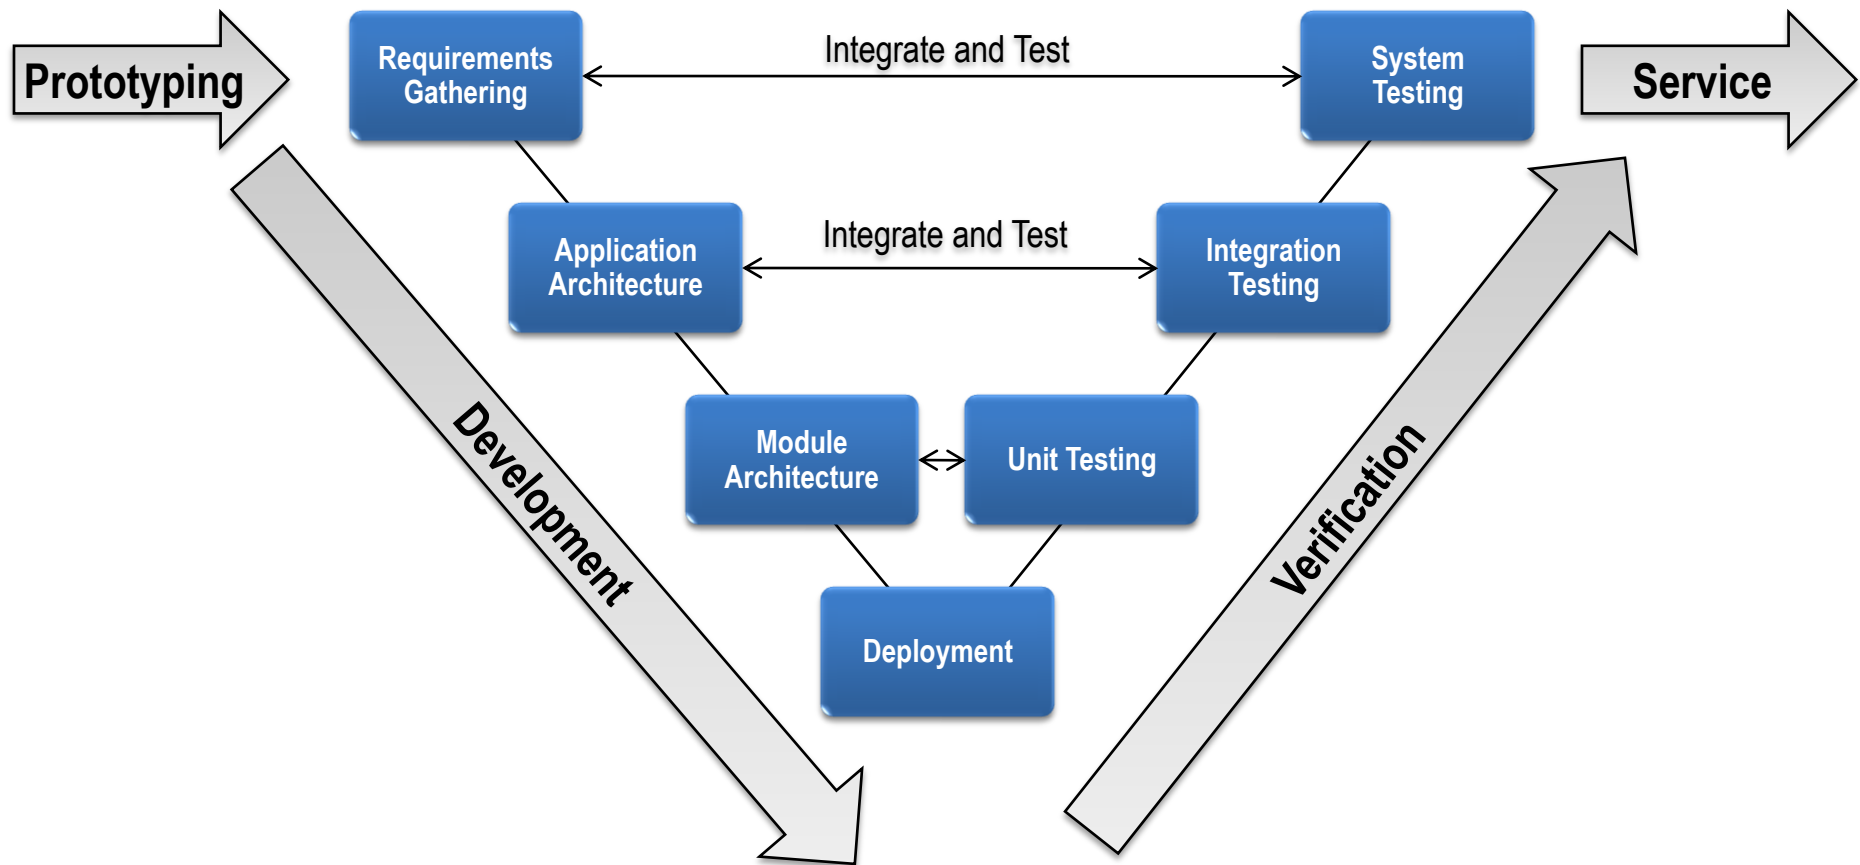 Prototyping
Requirements
Gathering
Integrate and Test
System
Testing
Service
Application
Architecture
Integrate and Test
Integration
Testing
Development
Module
Architecture
Unit Testing
Verification
Deployment